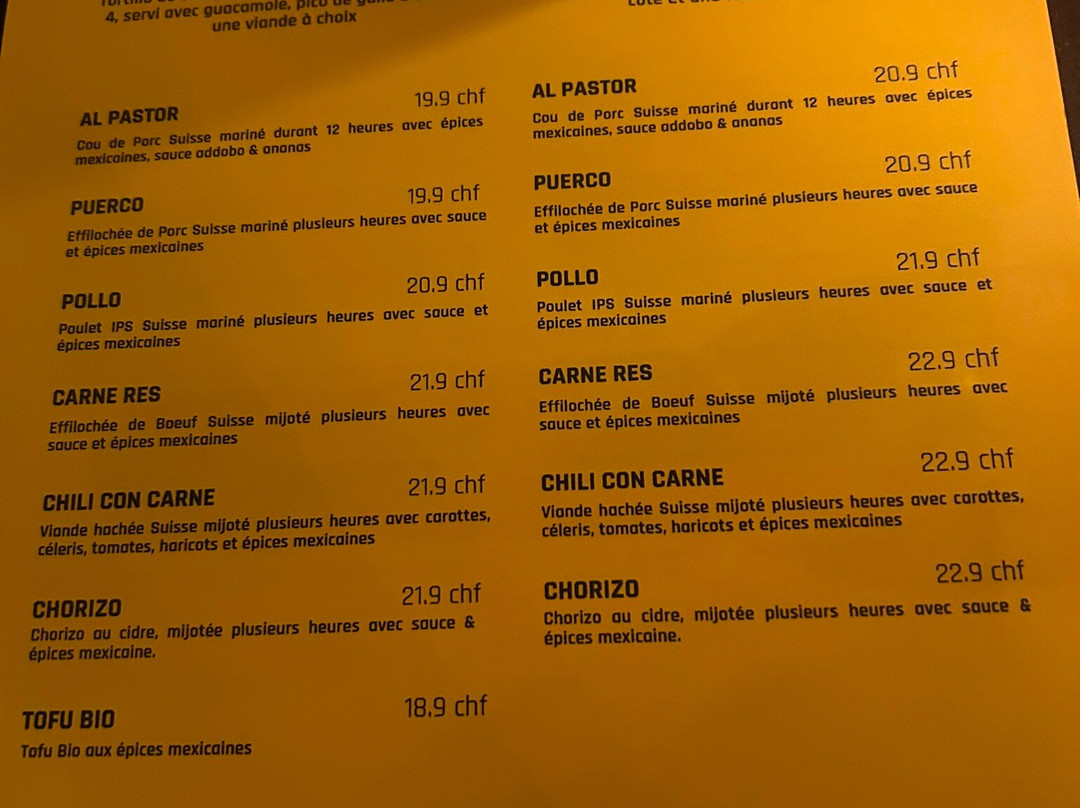 4, servi avec guacamole, pico de
une viande à choix
AL PASTOR 19.9 chf
Cou de Porc Suisse mariné durant 12 heures avec épices
mexicaines, sauce addobo & ananas
PUERCO 19.9 chf
Effilochée de Porc Suisse mariné plusieurs heures avec sauce
et épices mexicaines
POLLO 20.9 chf
Poulet IPS Suisse mariné plusieurs heures avec sauce et
épices mexicaines
CARNE RES 21.9 chf
Effilochée de Boeuf Suisse mijoté plusieurs heures avec
sauce et épices mexicaines
CHILI CON CARNE 21.9 chf
Viande hachée Suisse mijoté plusieurs heures avec carottes,
céleris, tomates, haricots et épices mexicaines
CHORIZO 21.9 chf
Chorizo au cidre, mijotée plusieurs heures avec sauce &
épices mexicaine.
TOFU BIO 18.9 chf
Tofu Bio aux épices mexicaines
AL PASTOR 20.9 chf
Cou de Porc Suisse mariné durant 12 heures avec épices
mexicaines, sauce addobo & ananas
PUERCO 20.9 chf
Effilochée de Porc Suisse mariné plusieurs heures avec sauce
et épices mexicaines
POLLO 21.9 chf
Poulet IPS Suisse mariné plusieurs heures avec sauce et
épices mexicaines
CARNE RES 22.9 chf
Effilochée de Boeuf Suisse mijoté plusieurs heures avec
sauce et épices mexicaines
CHILI CON CARNE 22.9 chf
Viande hachée Suisse mijoté plusieurs heures avec carottes,
céleris, tomates, haricots et épices mexicaines
CHORIZO 22.9 chf
Chorizo au cidre, mijotée plusieurs heures avec sauce &
épices mexicaine.